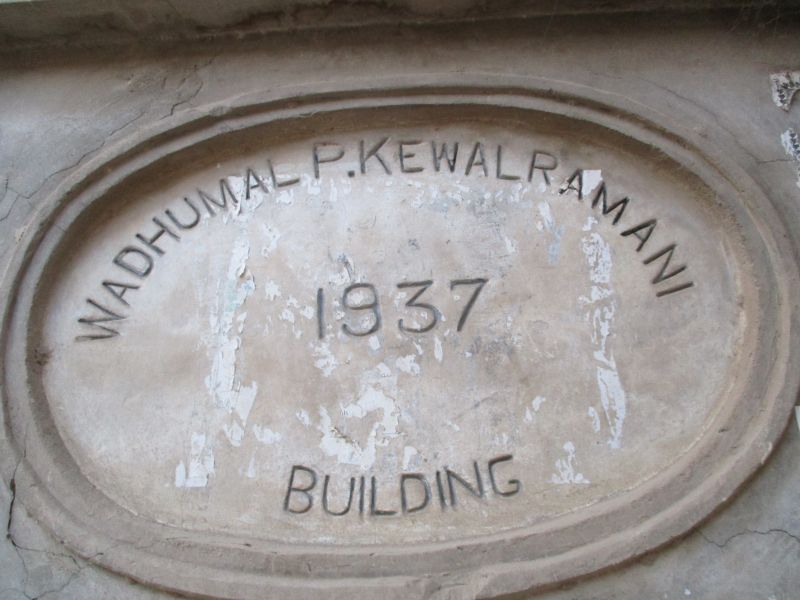 WADHUMAL P. KEWALRAMANI
1937
BUILDING